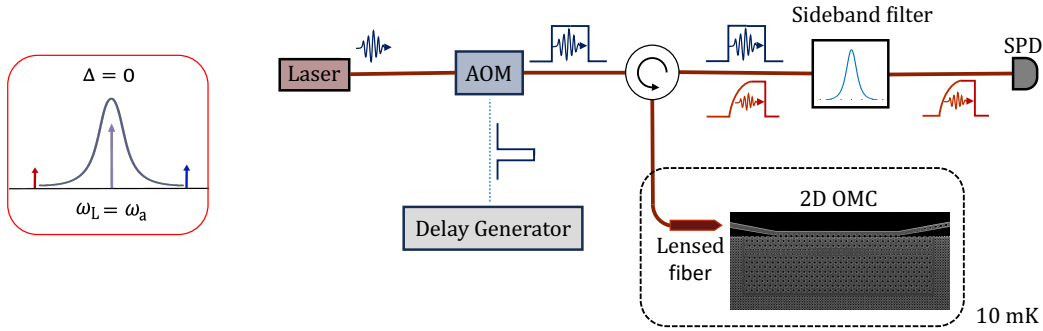 Δ = 0
ω_L = ω_a
Laser
AOM
Delay Generator
Sideband filter
SPD
Lensed
fiber
2D OMC
10 mK